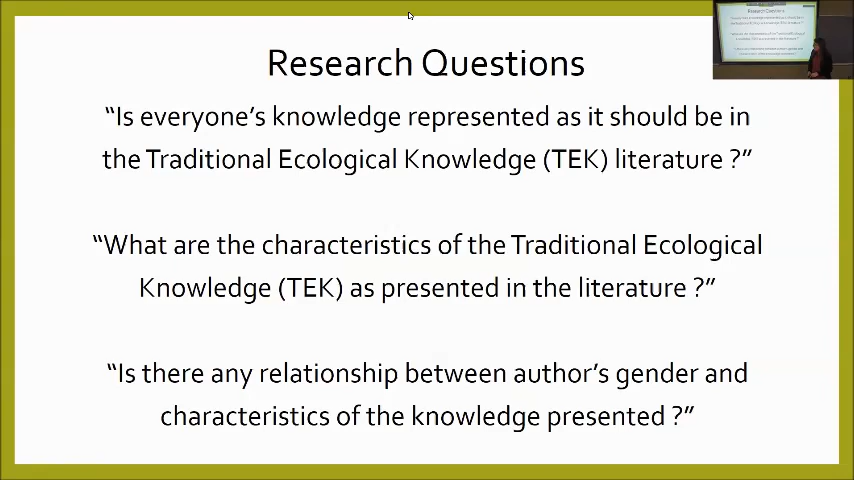 Research Questions
“Is everyone’s knowledge represented as it should be in
the Traditional Ecological Knowledge (TEK) literature ?”
“What are the characteristics of the Traditional Ecological
Knowledge (TEK) as presented in the literature ?”
“Is there any relationship between author’s gender and
characteristics of the knowledge presented ?”
Research Questions